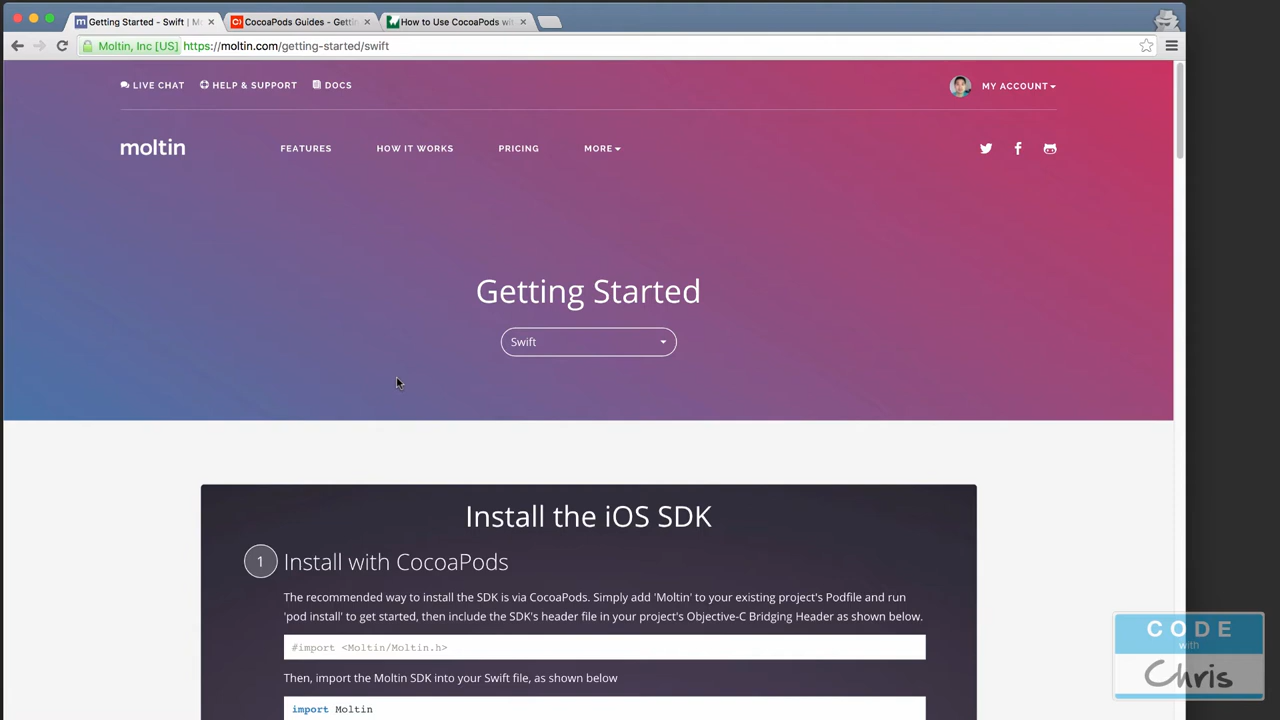 Getting Started - Swift | M
CocoaPods Guides - Gettin
How to Use CocoaPods wit
Moltin, Inc [US] https://moltin.com/getting-started/swift
LIVE CHAT HELP & SUPPORT DOCS
MY ACCOUNT
moltin FEATURES HOW IT WORKS PRICING MORE
Getting Started
Swift
Install the iOS SDK
1 Install with CocoaPods
The recommended way to install the SDK is via CocoaPods. Simply add 'Moltin' to your existing project's Podfile and run
'pod install' to get started, then include the SDK's header file in your project's Objective-C Bridging Header as shown below.
#import <Moltin/Moltin.h>
Then, import the Moltin SDK into your Swift file, as shown below
import Moltin
CODE
with
Chris